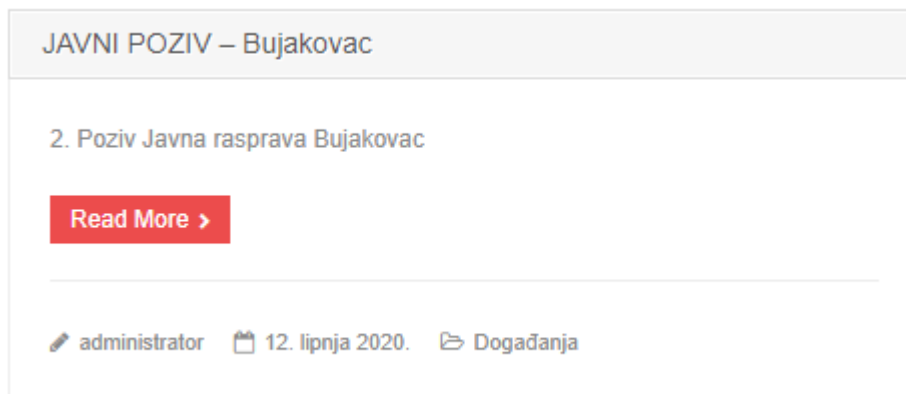 JAVNI POZIV – Bujakovac
2. Poziv Javna rasprava Bujakovac
Read More
administrator 12. lipnja 2020. Događanja